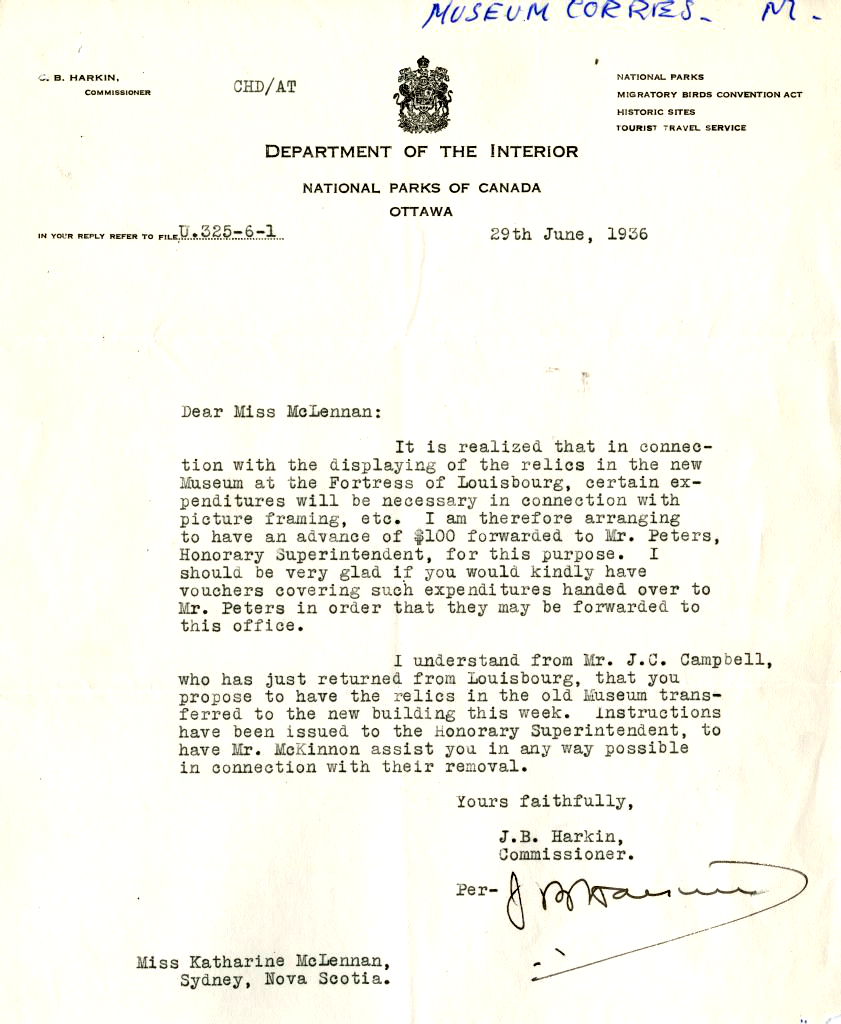 MUSEUM CORRES. M.
J. B. HARKIN,
COMMISSIONER
CHD/AT
NATIONAL PARKS
MIGRATORY BIRDS CONVENTION ACT
HISTORIC SITES
TOURIST TRAVEL SERVICE
DEPARTMENT OF THE INTERIOR
NATIONAL PARKS OF CANADA
OTTAWA
IN YOUR REPLY REFER TO FILE U.325-6-1
29th June, 1936
Dear Miss McLennan:
It is realized that in connec-
tion with the displaying of the relics in the new
Museum at the Fortress of Louisbourg, certain ex-
penditures will be necessary in connection with
picture framing, etc. I am therefore arranging
to have an advance of $100 forwarded to Mr. Peters,
Honorary Superintendent, for this purpose. I
should be very glad if you would kindly have
vouchers covering such expenditures handed over to
Mr. Peters in order that they may be forwarded to
this office.
I understand from Mr. J.C. Campbell,
who has just returned from Louisbourg, that you
propose to have the relics in the old Museum trans-
ferred to the new building this week. Instructions
have been issued to the Honorary Superintendent, to
have Mr. McKinnon assist you in any way possible
in connection with their removal.
Yours faithfully,
J.B. Harkin,
Commissioner.
Per- J B Harkin
Miss Katharine McLennan,
Sydney, Nova Scotia.